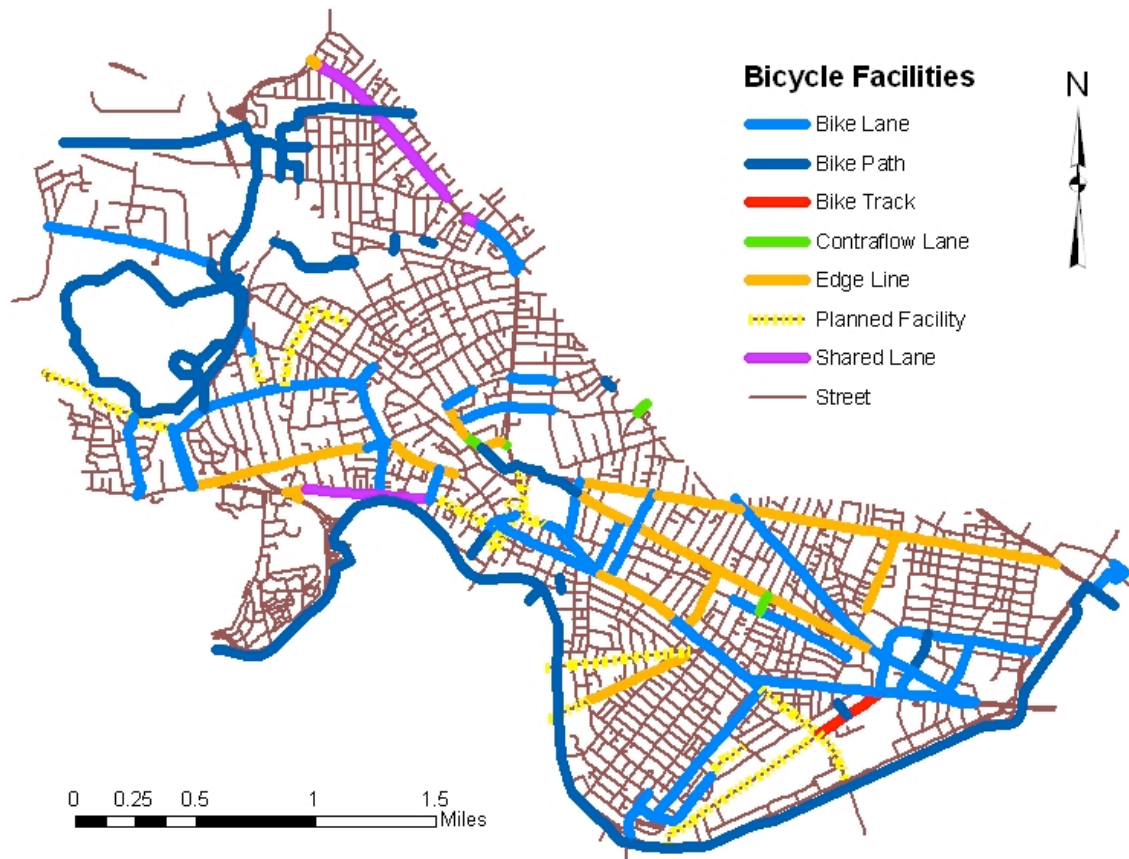 Bicycle Facilities
N
Bike Lane
Bike Path
Bike Track
Contraflow Lane
Edge Line
Planned Facility
Shared Lane
Street
0 0.25 0.5 1 1.5
Miles